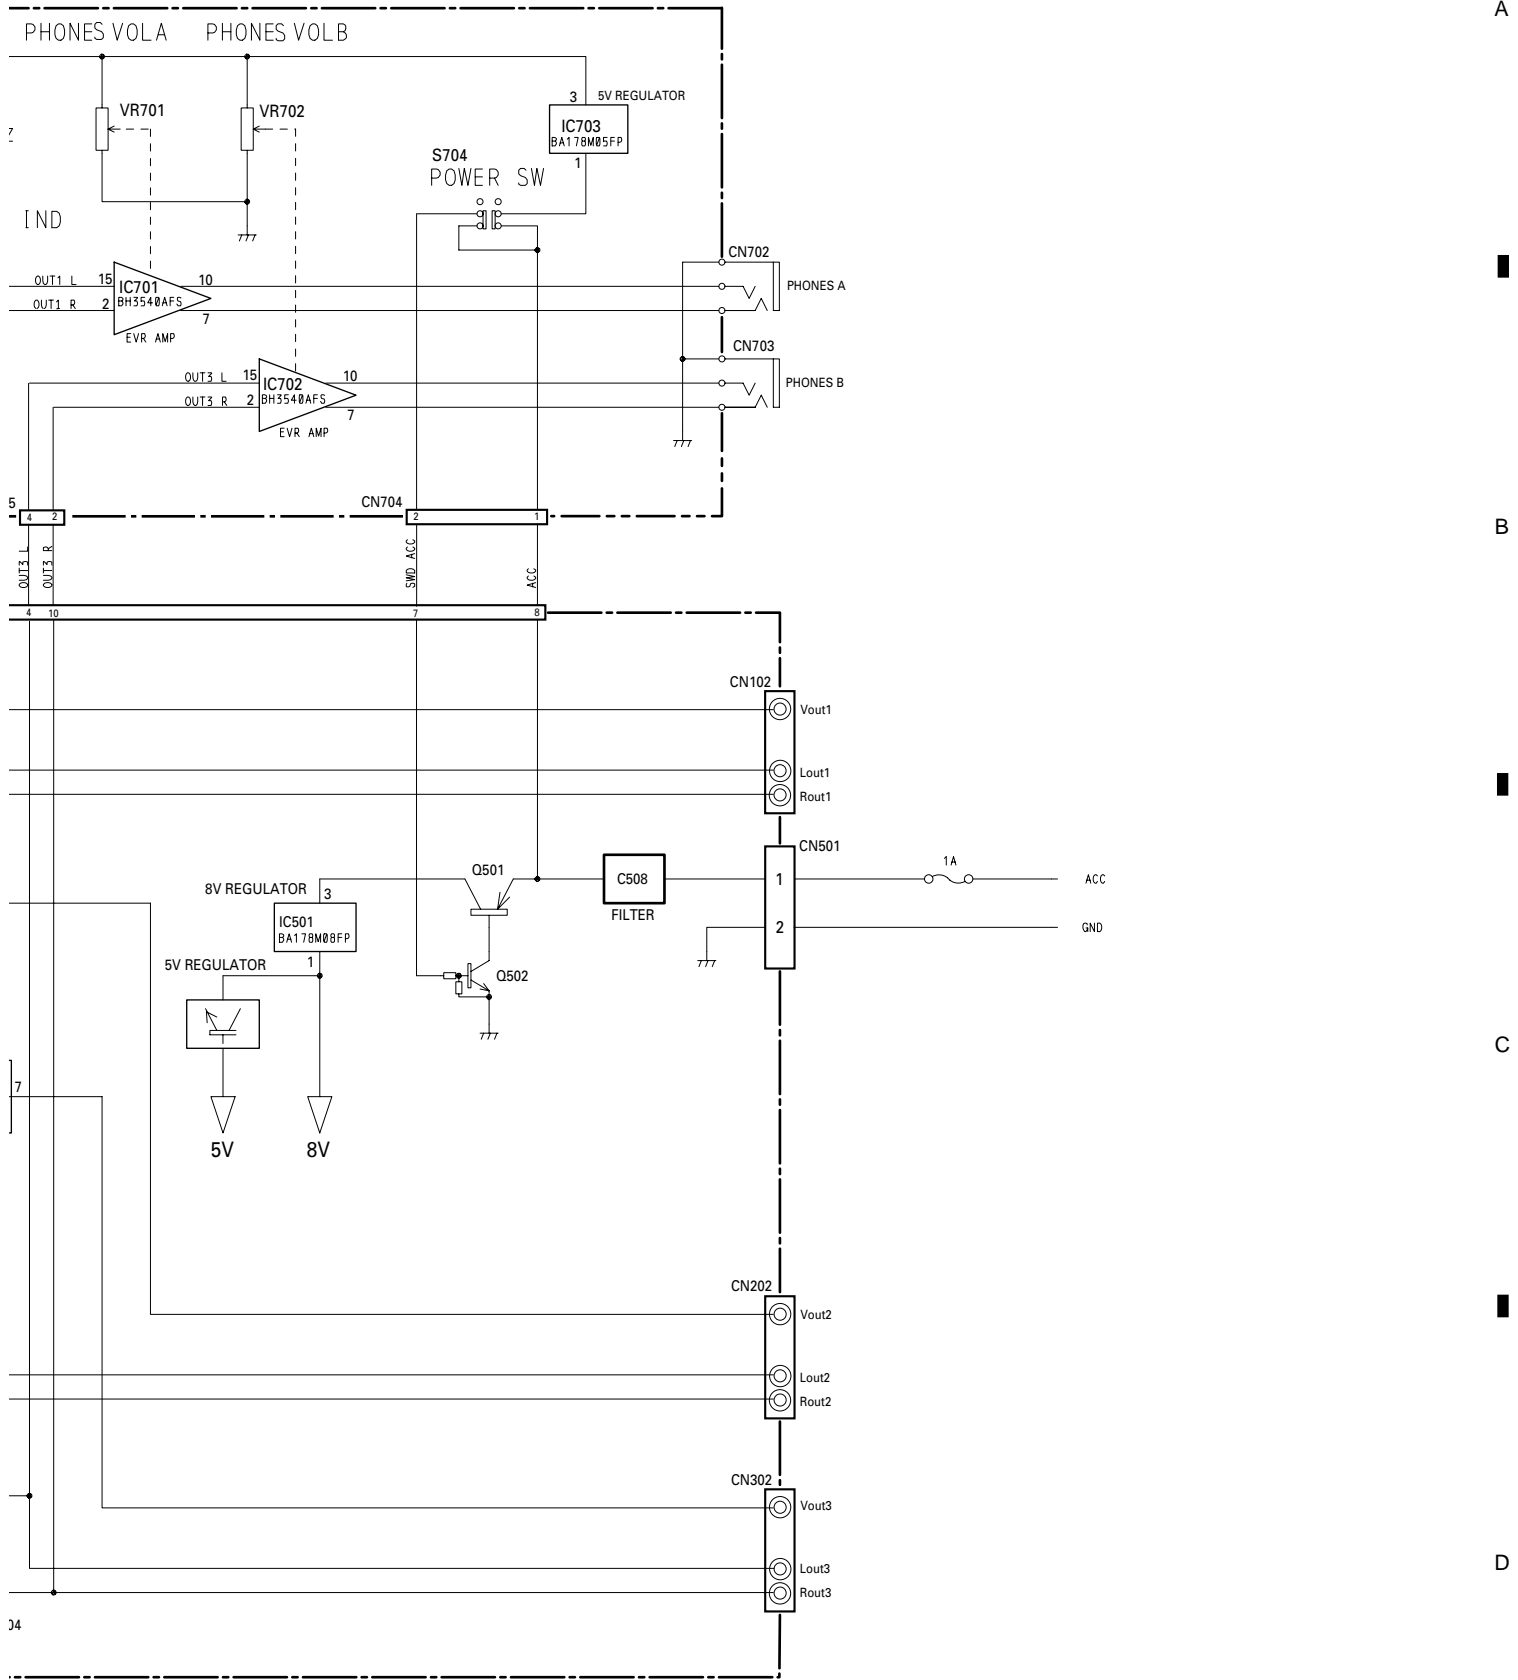 A
PHONES VOLA PHONES VOLB
VR701
VR702
3 5V REGULATOR
IC703
BA178M05FP
1
7
S704
POWER SW
IND
CN702
OUT1 L 15 IC701 10
PHONES A
OUT1 R 2 BH3540AFS
7
EVR AMP
CN703
OUT3 L 15 IC702 10
PHONES B
OUT3 R 2 BH3540AFS
7
EVR AMP
5
CN704
4 2
2 1
B
OUT3 L
OUT3 R
SWD ACC
ACC
4 10 7 8
CN102
Vout1
Lout1
Rout1
CN501
1A
Q501
8V REGULATOR 3
C508
1
ACC
FILTER
IC501
BA178M08FP
2
GND
1
5V REGULATOR
Q502
C
7
5V
8V
CN202
Vout2
Lout2
Rout2
CN302
Vout3
Lout3
D
Rout3
04